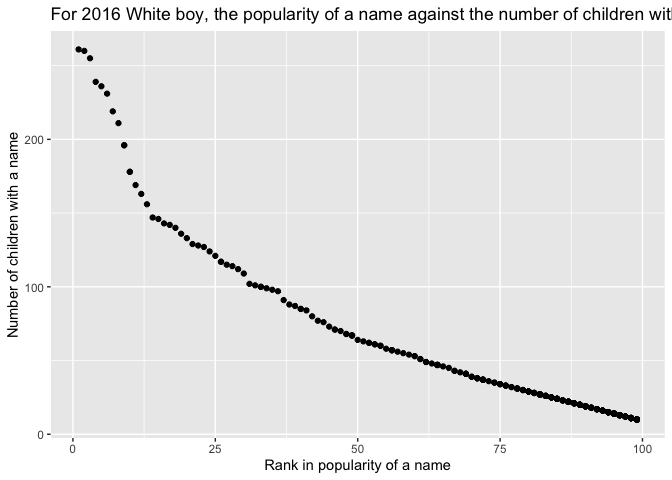 For 2016 White boy, the popularity of a name against the number of children wit
Number of children with a name
200
100
0
0 25 50 75 100
Rank in popularity of a name